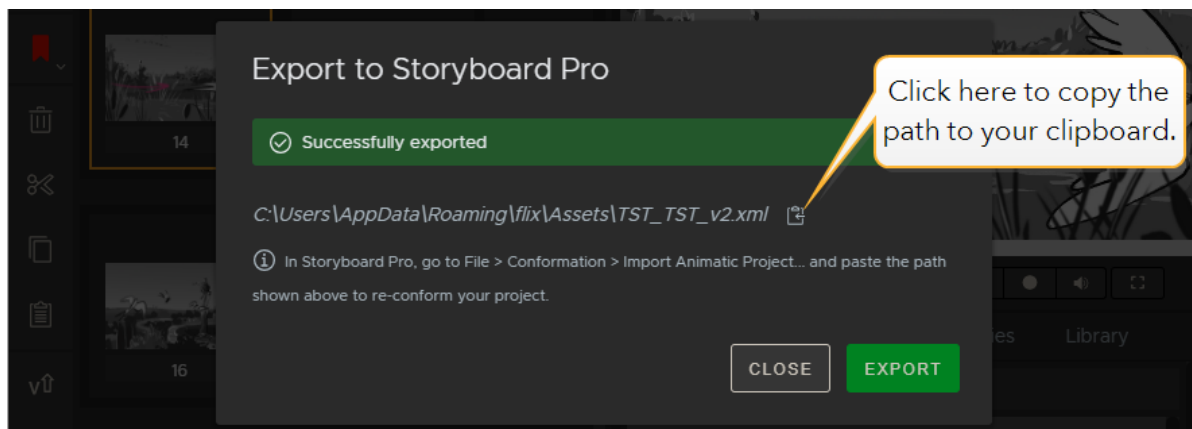 Export to Storyboard Pro
Click here to copy the
path to your clipboard.
Successfully exported
14
C:\Users\AppData\Roaming\flix\Assets\TST_TST_v2.xml
In Storyboard Pro, go to File > Conformation > Import Animatic Project... and paste the path
shown above to re-conform your project.
ies
Library
16
CLOSE
EXPORT
V